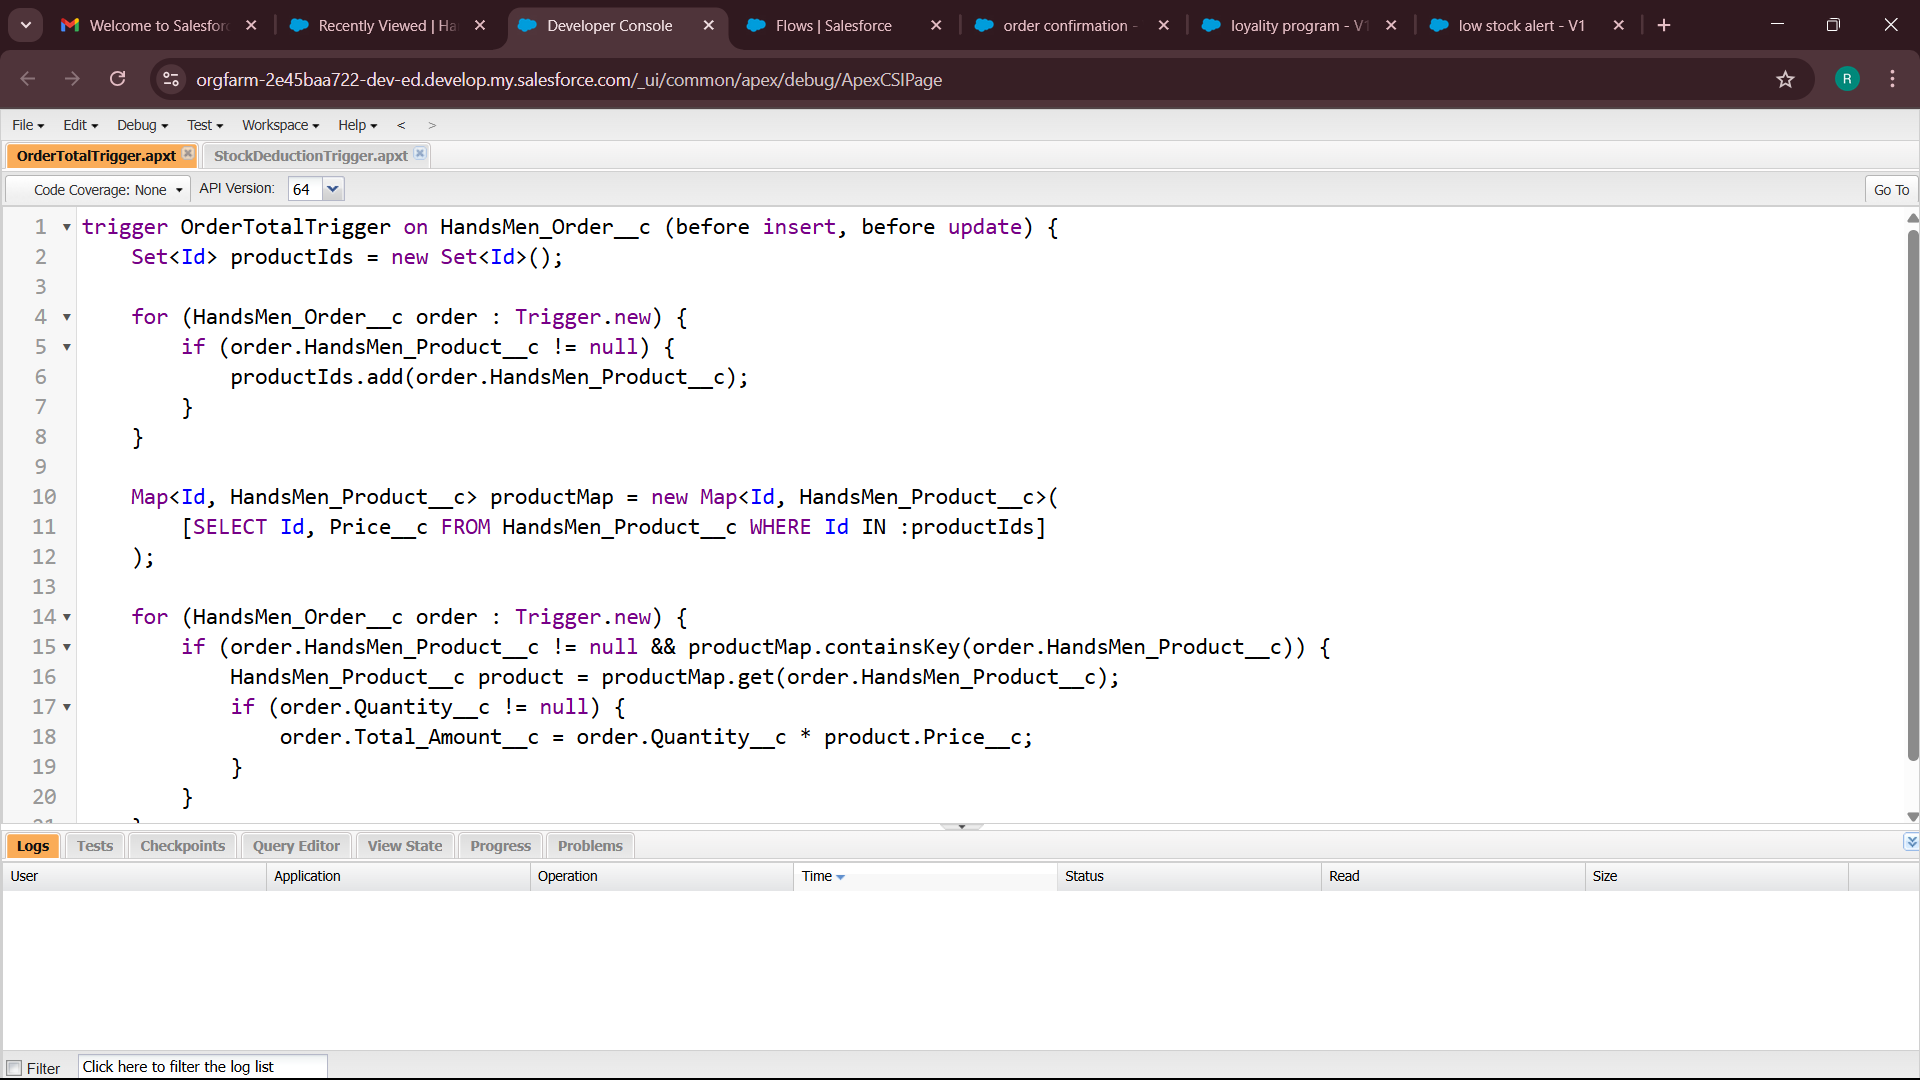 Welcome to Salesfor
Recently Viewed | Ha
Developer Console
Flows | Salesforce
order confirmation -
loyality program - V1
low stock alert - V1
orgfarm-2e45baa722-dev-ed.develop.my.salesforce.com/_ui/common/apex/debug/ApexCSIPage
R
File Edit Debug Test Workspace Help < >
OrderTotalTrigger.apxt StockDeductionTrigger.apxt
Code Coverage: None API Version: 64 Go To
1 trigger OrderTotalTrigger on HandsMen_Order__c (before insert, before update) {
2 Set<Id> productIds = new Set<Id>();
3
4 for (HandsMen_Order__c order : Trigger.new) {
5 if (order.HandsMen_Product__c != null) {
6 productIds.add(order.HandsMen_Product__c);
7 }
8 }
9
10 Map<Id, HandsMen_Product__c> productMap = new Map<Id, HandsMen_Product__c>(
11 [SELECT Id, Price__c FROM HandsMen_Product__c WHERE Id IN :productIds]
12 );
13
14 for (HandsMen_Order__c order : Trigger.new) {
15 if (order.HandsMen_Product__c != null && productMap.containsKey(order.HandsMen_Product__c)) {
16 HandsMen_Product__c product = productMap.get(order.HandsMen_Product__c);
17 if (order.Quantity__c != null) {
18 order.Total_Amount__c = order.Quantity__c * product.Price__c;
19 }
20 }
Logs Tests Checkpoints Query Editor View State Progress Problems
User Application Operation Time Status Read Size
Filter Click here to filter the log list